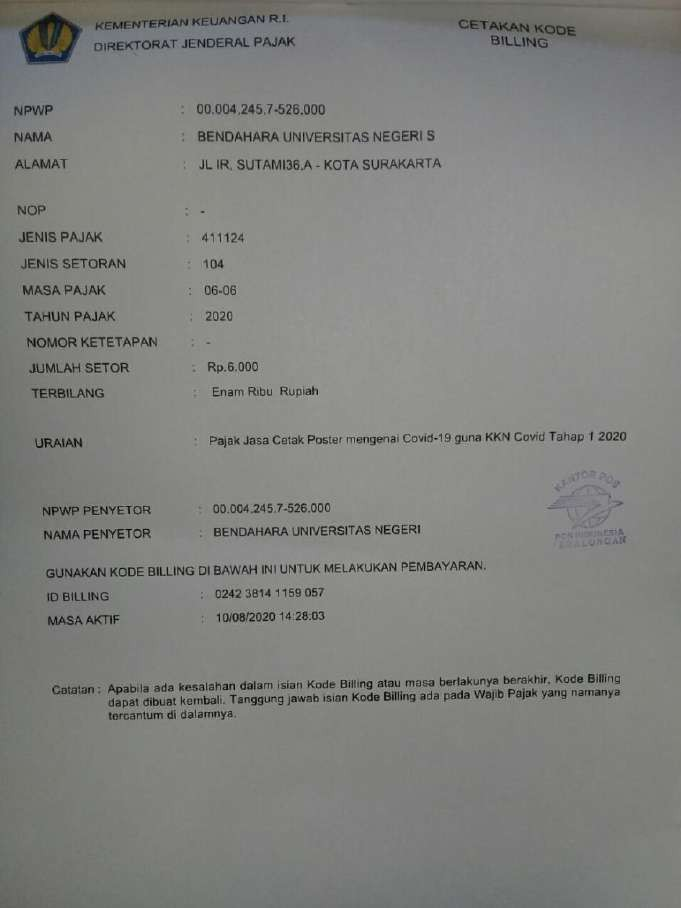 KEMENTERIAN KEUANGAN R.I.
DIREKTORAT JENDERAL PAJAK
CETAKAN KODE
BILLING
NPWP : 00.004.245.7-526.000
NAMA : BENDAHARA UNIVERSITAS NEGERI S
ALAMAT : JL IR. SUTAMI36,A - KOTA SURAKARTA
NOP : -
JENIS PAJAK : 411124
JENIS SETORAN : 104
MASA PAJAK : 06-06
TAHUN PAJAK : 2020
NOMOR KETETAPAN : -
JUMLAH SETOR : Rp.6.000
TERBILANG : Enam Ribu Rupiah
URAIAN : Pajak Jasa Cetak Poster mengenai Covid-19 guna KKN Covid Tahap 1 2020
KANTOR POS
POS INDONESIA
PEKALONGAN
NPWP PENYETOR : 00.004.245.7-526.000
NAMA PENYETOR : BENDAHARA UNIVERSITAS NEGERI
GUNAKAN KODE BILLING DI BAWAH INI UNTUK MELAKUKAN PEMBAYARAN.
ID BILLING : 0242 3814 1159 057
MASA AKTIF : 10/08/2020 14:28:03
Catatan : Apabila ada kesalahan dalam isian Kode Billing atau masa berlakunya berakhir, Kode Billing
dapat dibuat kembali. Tanggung jawab isian Kode Billing ada pada Wajib Pajak yang namanya
tercantum di dalamnya.